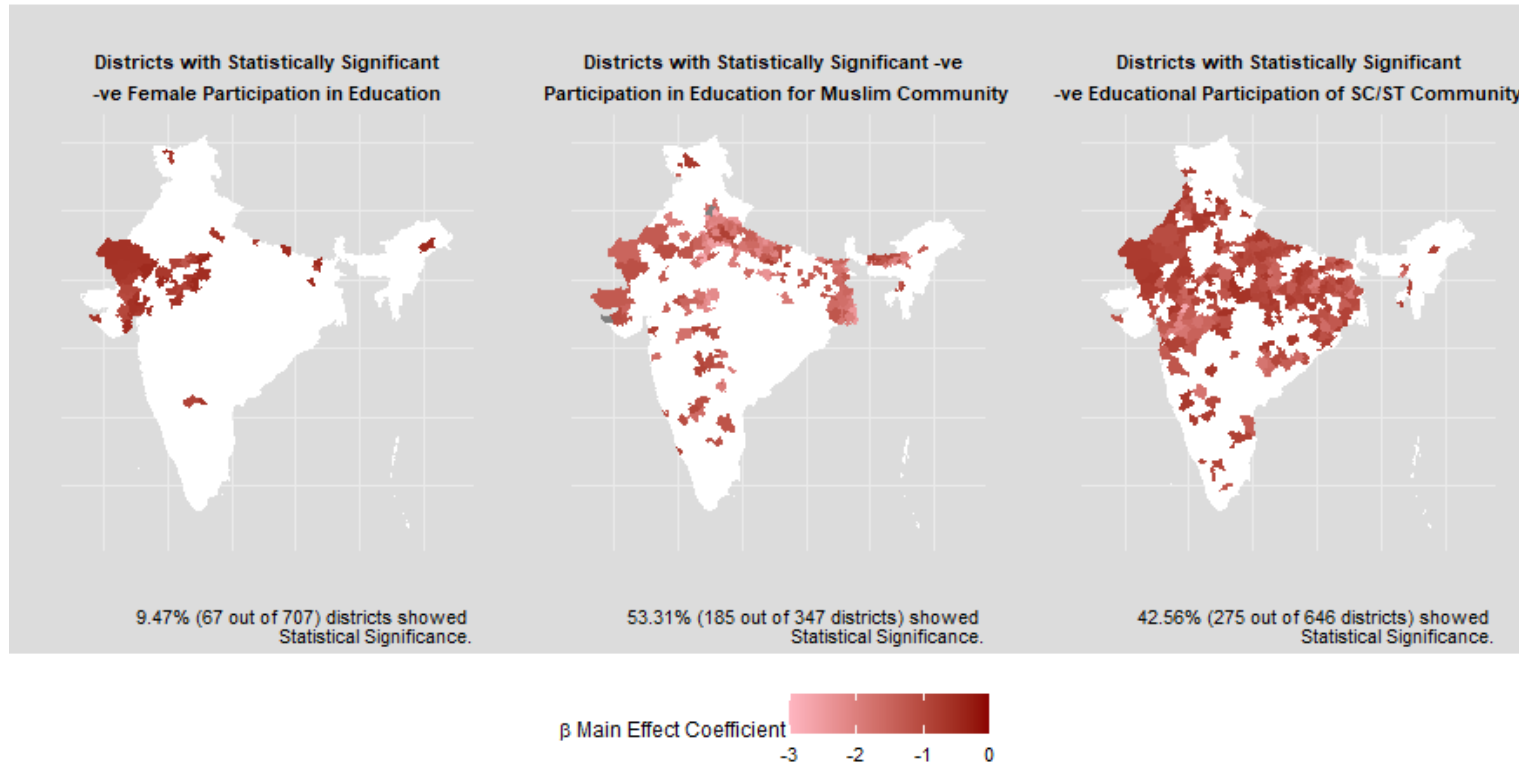 Districts with Statistically Significant
-ve Female Participation in Education
Districts with Statistically Significant -ve
Participation in Education for Muslim Community
Districts with Statistically Significant
-ve Educational Participation of SC/ST Community
9.47% (67 out of 707) districts showed
Statistical Significance.
53.31% (185 out of 347 districts) showed
Statistical Significance.
42.56% (275 out of 646 districts) showed
Statistical Significance.
β Main Effect Coefficient
-3 -2 -1 0